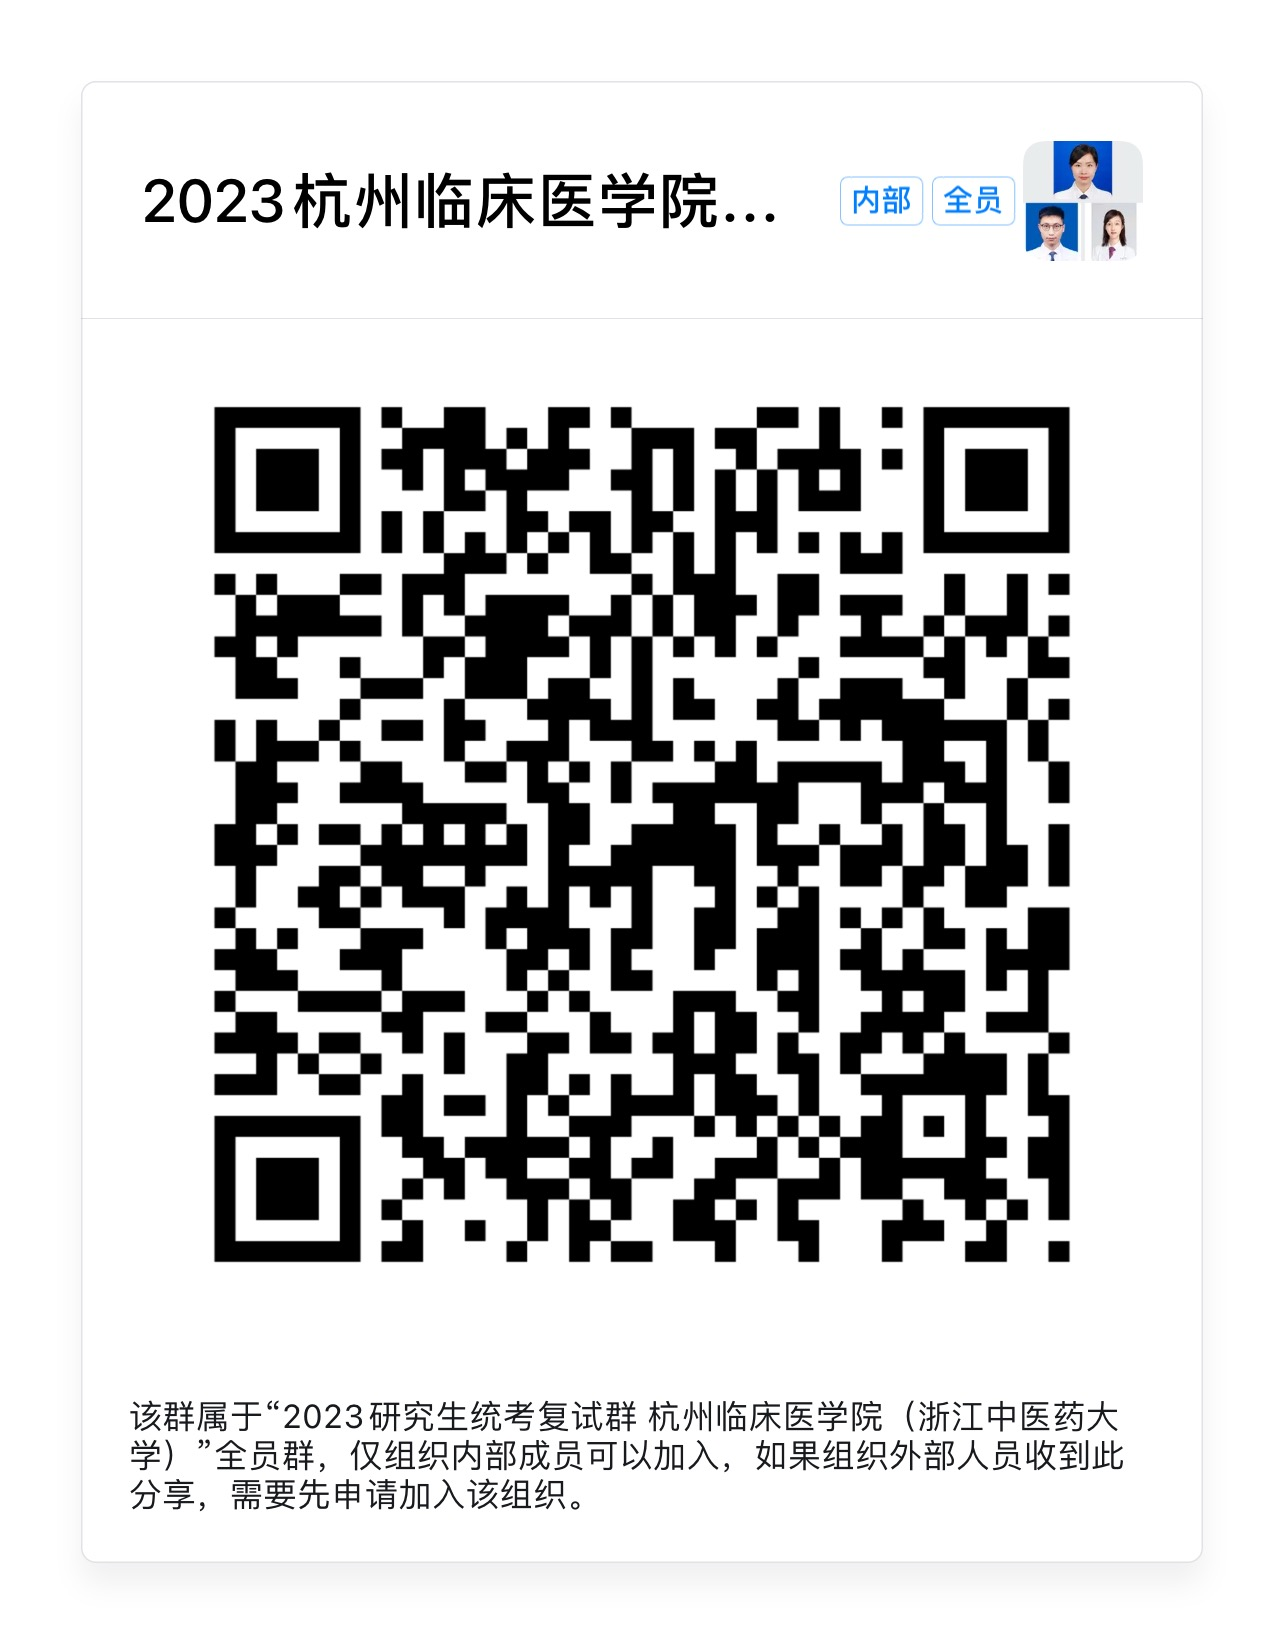 2023杭州临床医学院...
内部 全员
该群属于“2023研究生统考复试群 杭州临床医学院（浙江中医药大
学）”全员群，仅组织内部成员可以加入，如果组织外部人员收到此
分享，需要先申请加入该组织。